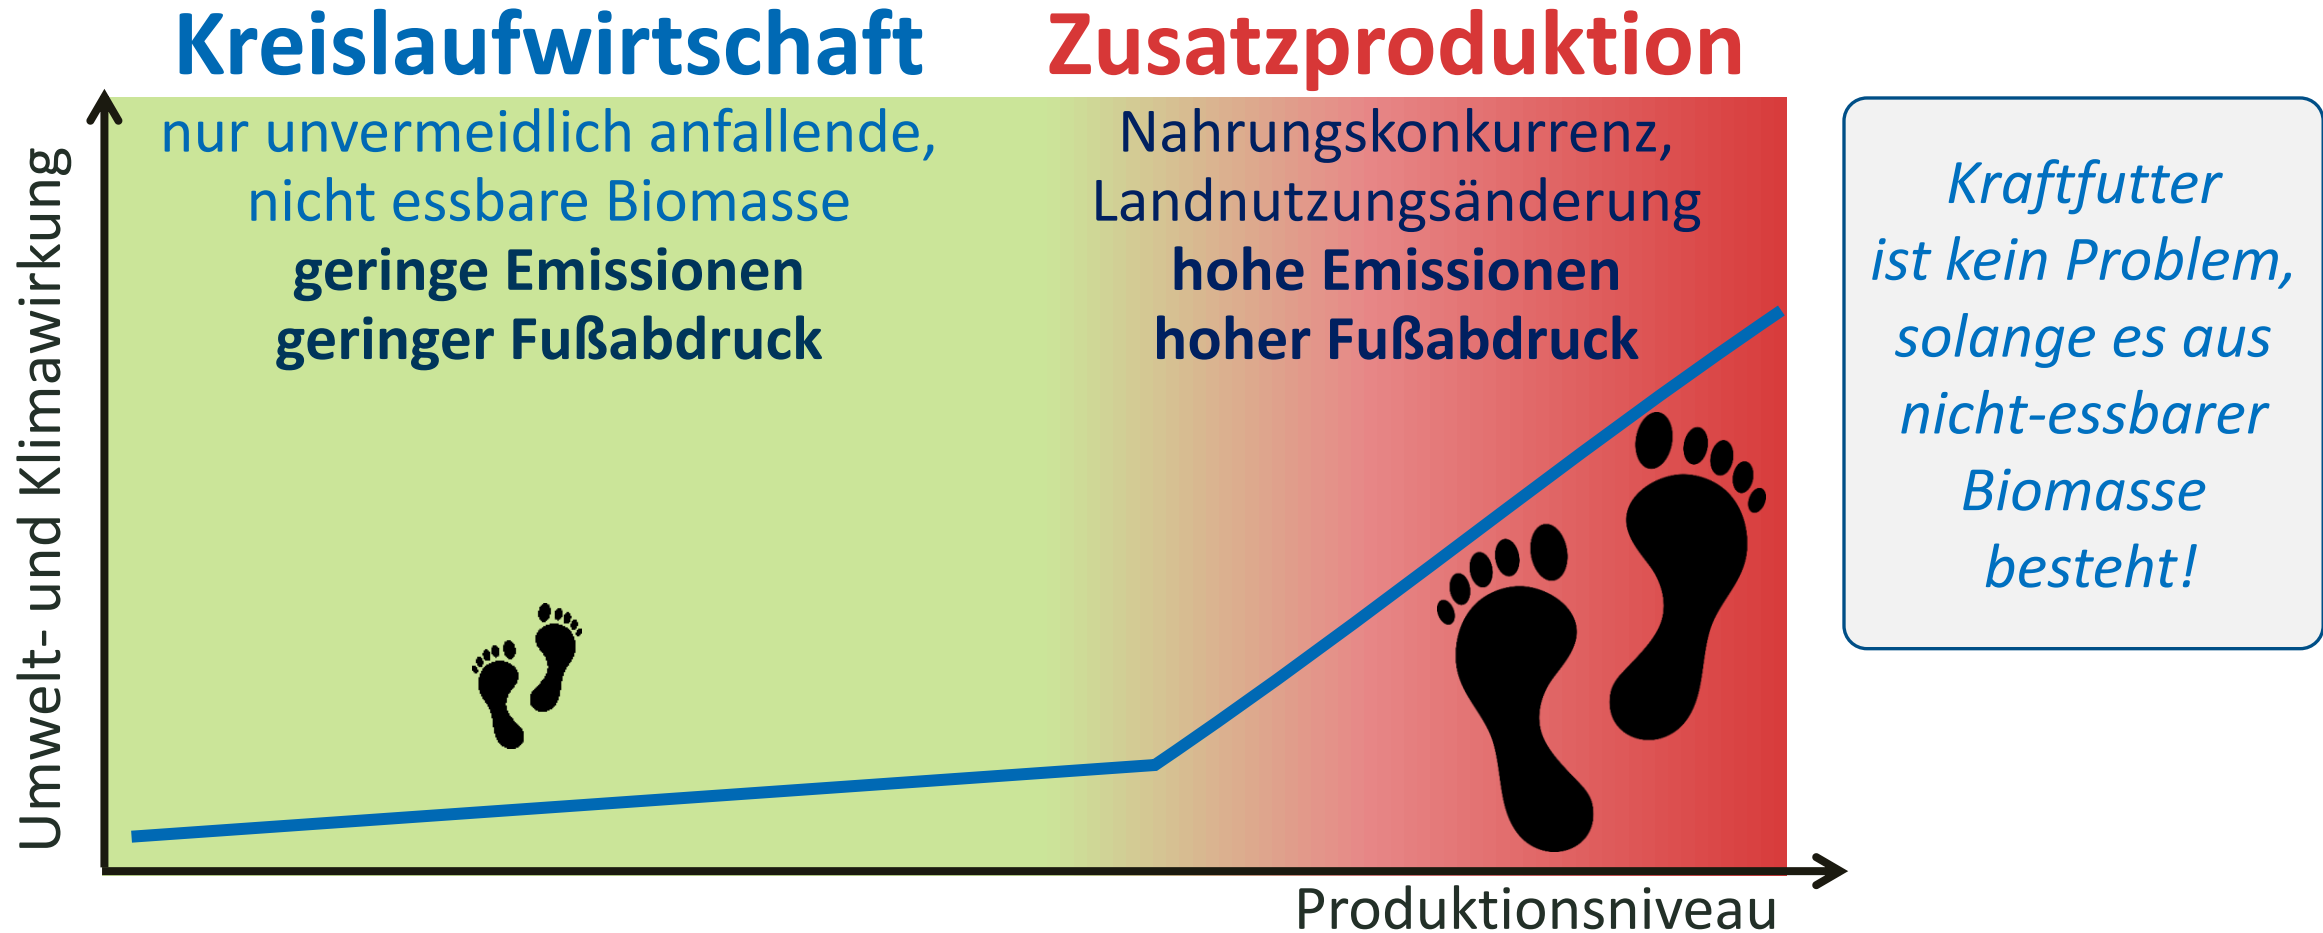 Kreislaufwirtschaft
nur unvermeidlich anfallende,
nicht essbare Biomasse
geringe Emissionen
geringer Fußabdruck
Zusatzproduktion
Nahrungskonkurrenz,
Landnutzungsänderung
hohe Emissionen
hoher Fußabdruck
Umwelt- und Klimawirkung
Produktionsniveau
Kraftfutter
ist kein Problem,
solange es aus
nicht-essbarer
Biomasse
besteht!